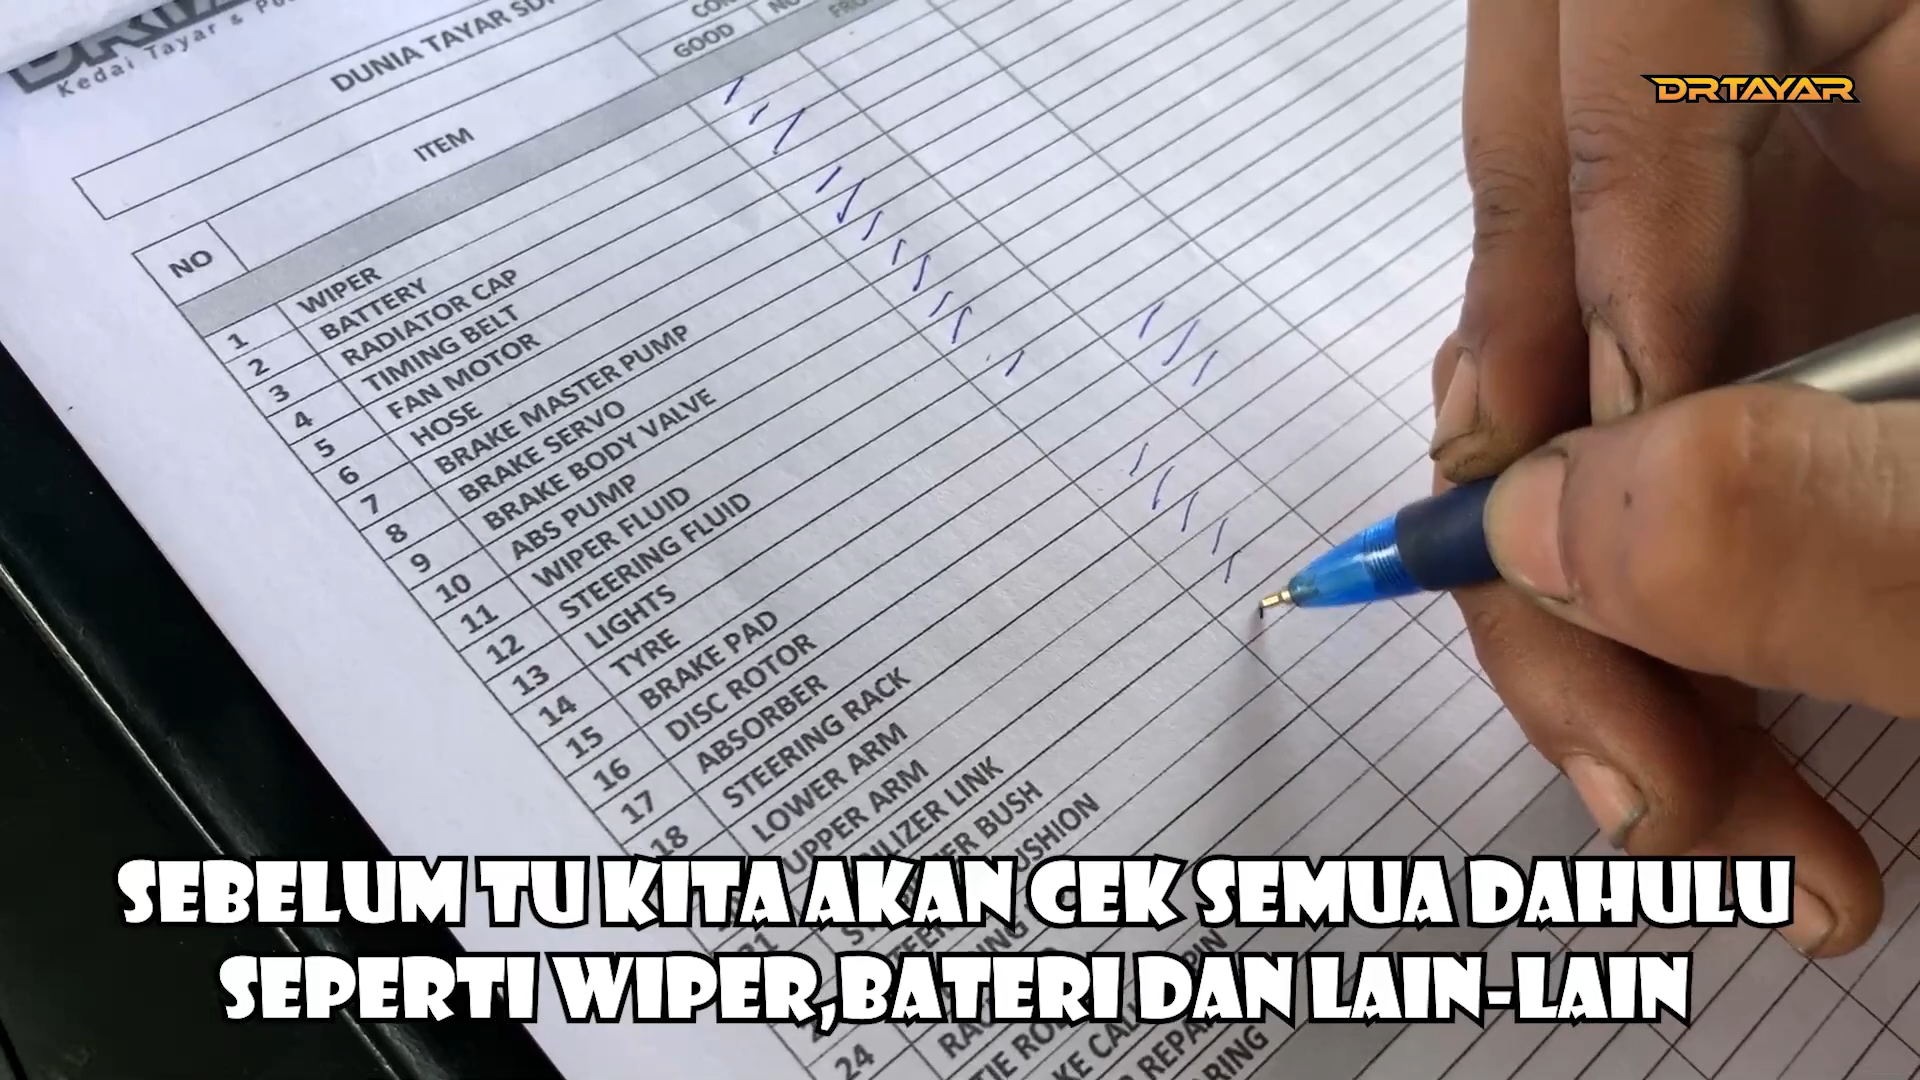 Kedai Tayar &
DUNIA TAYAR
DRTAYAR
NO
ITEM
GOOD
1 WIPER
2 BATTERY
3 RADIATOR CAP
4 TIMING BELT
5 FAN MOTOR
6 HOSE
7 BRAKE MASTER PUMP
8 BRAKE SERVO
9 BRAKE BODY VALVE
10 ABS PUMP
11 WIPER FLUID
12 STEERING FLUID
13 LIGHTS
14 TYRE
15 BRAKE PAD
16 DISC ROTOR
17 ABSORBER
18 STEERING RACK
LOWER ARM
UPPER ARM
LINK
BUSH
24
SEBELUM TU KITA AKAN CEK SEMUA DAHULU
SEPERTI WIPER,BATERI DAN LAIN-LAIN